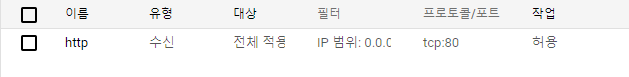 이름 유형 대상 필터 프로토콜/포트 작업
http 수신 전체 적용 IP 범위: 0.0.0 tcp:80 허용